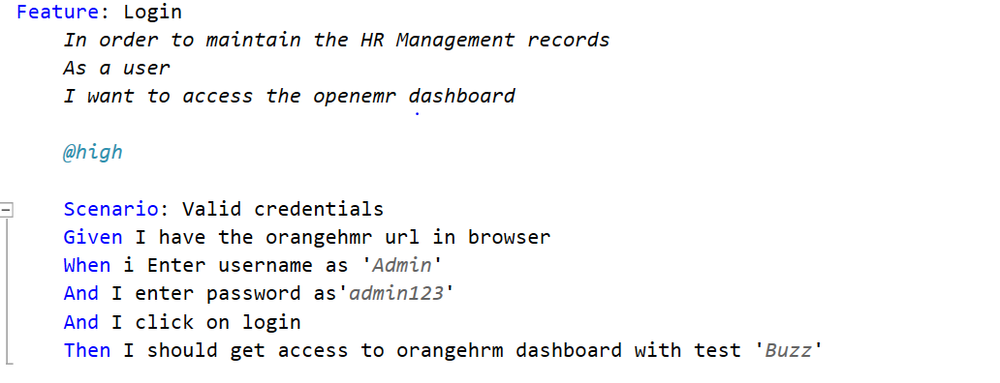 Feature: Login
In order to maintain the HR Management records
As a user
I want to access the openemr dashboard
@high
Scenario: Valid credentials
Given I have the orangehmr url in browser
When i Enter username as 'Admin'
And I enter password as'admin123'
And I click on login
Then I should get access to orangehrm dashboard with test 'Buzz'